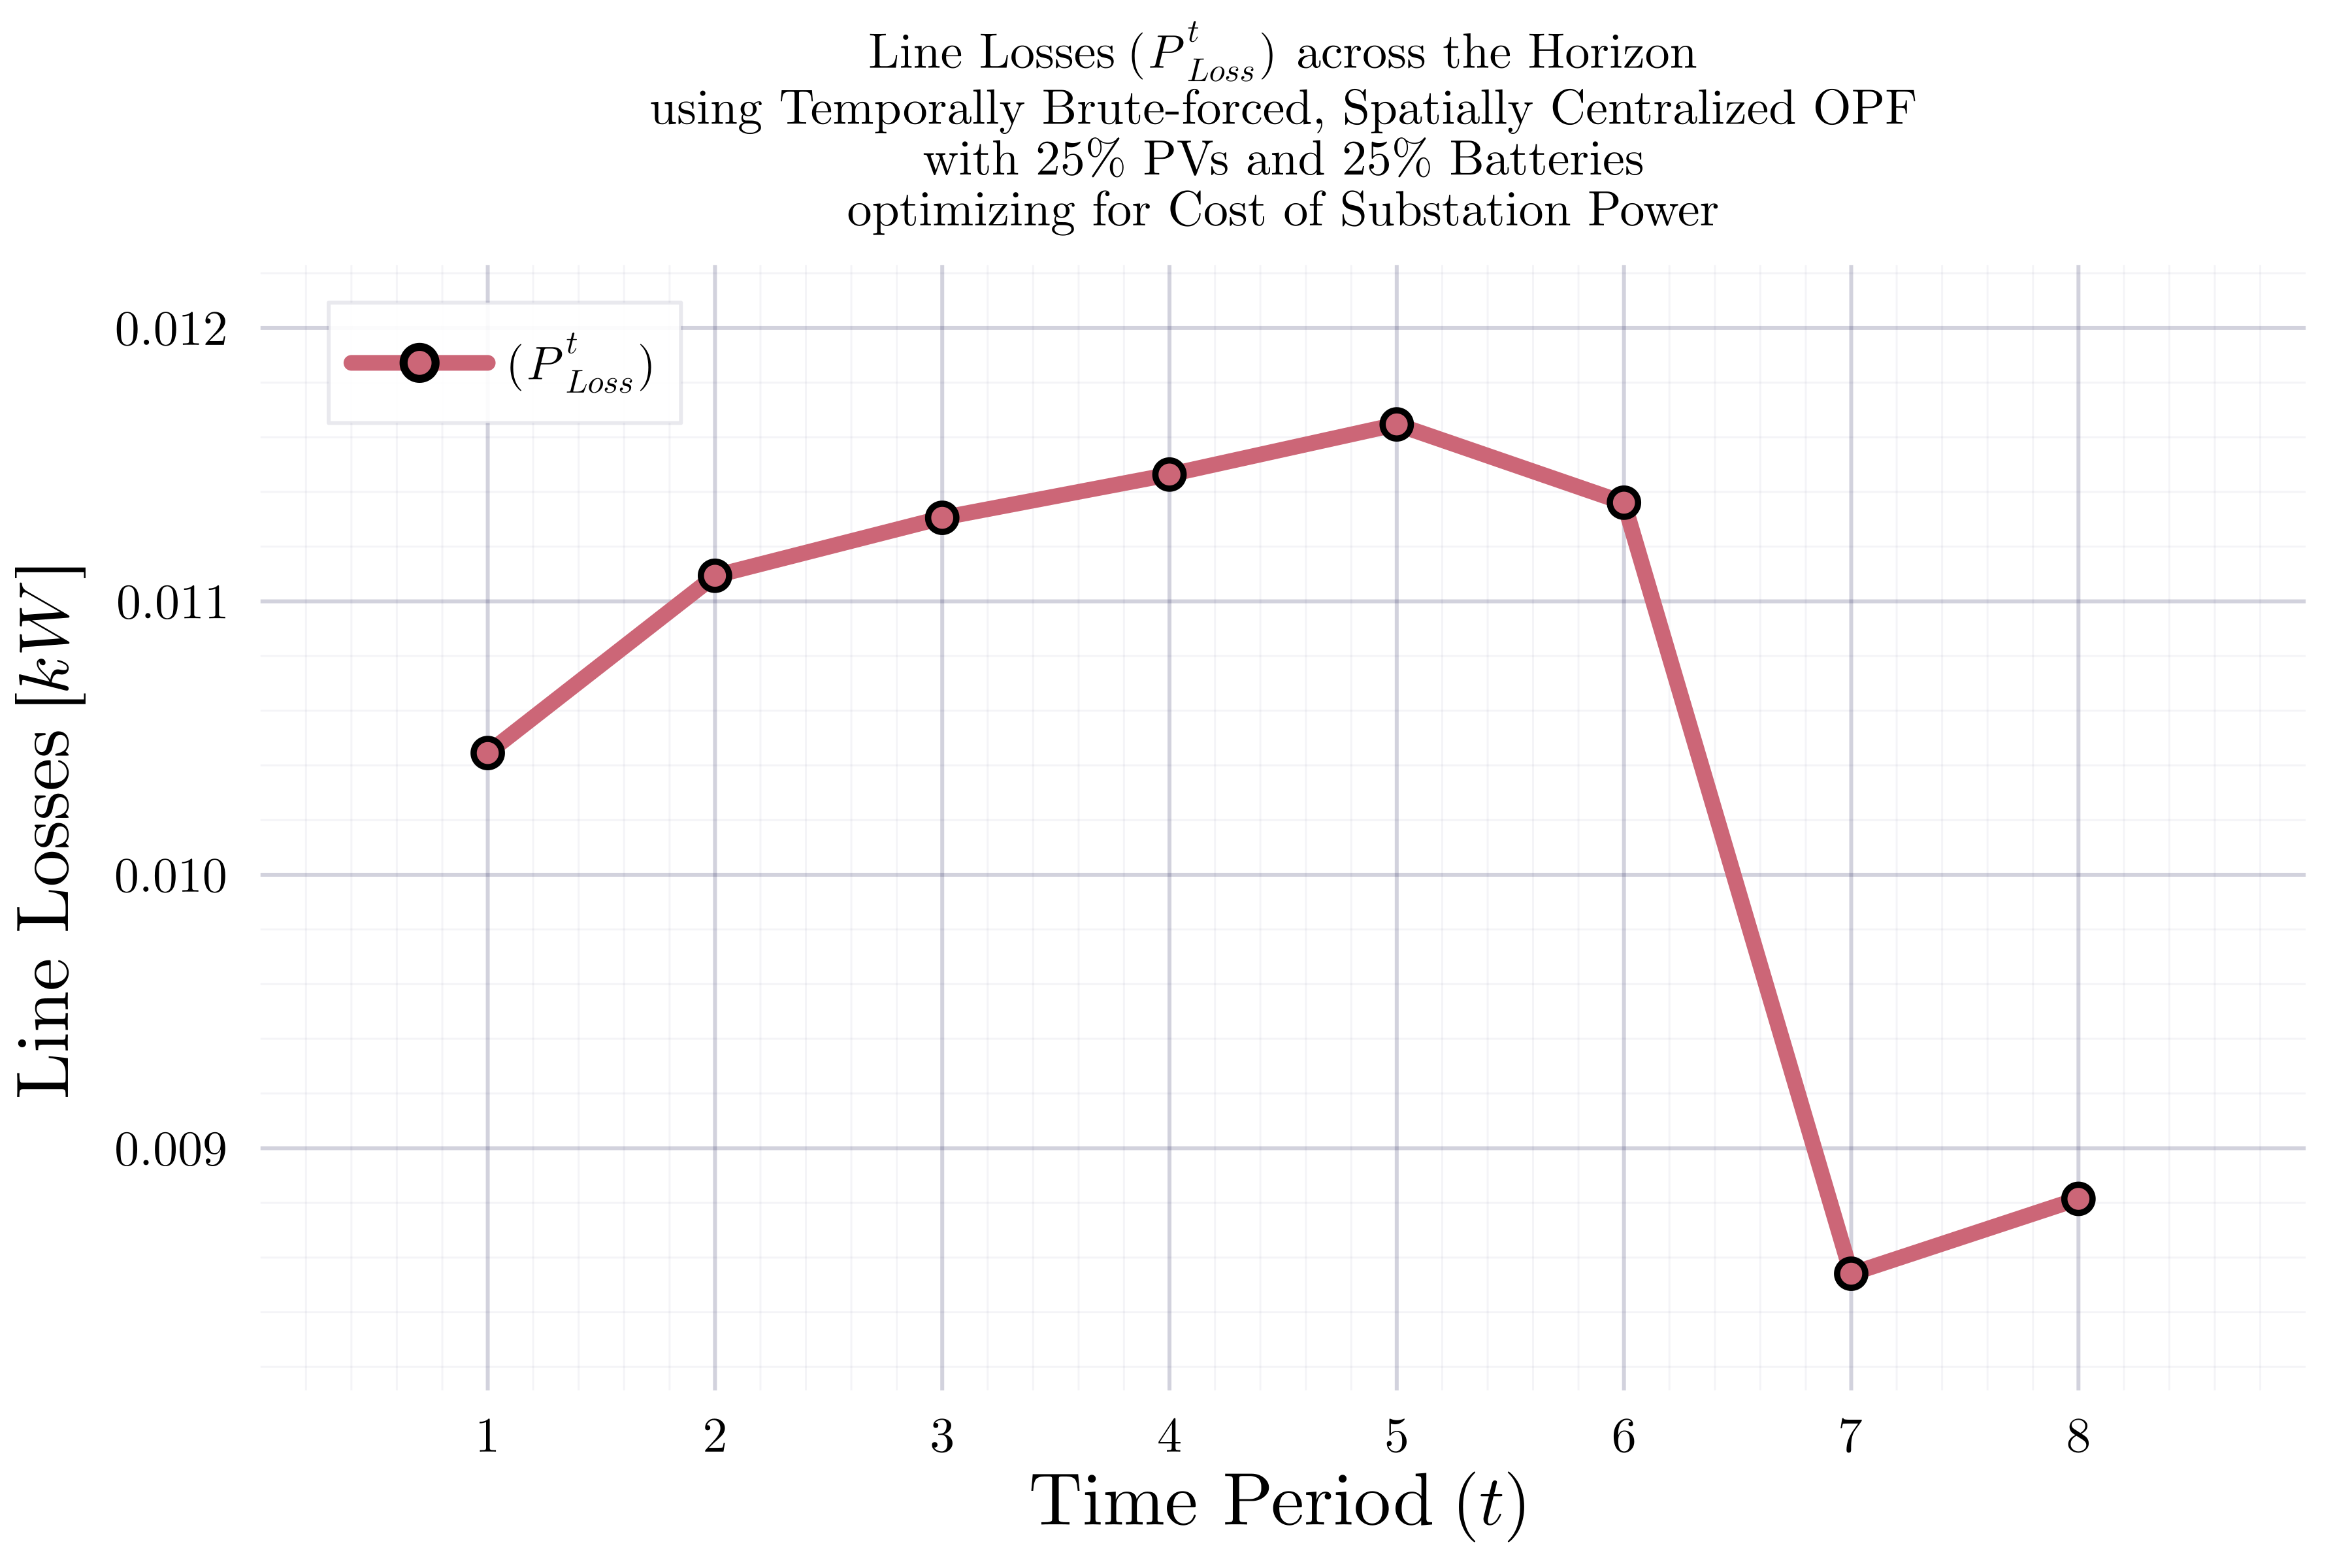 Line Losses (P^t_Loss) across the Horizon
using Temporally Brute-forced, Spatially Centralized OPF
with 25% PVs and 25% Batteries
optimizing for Cost of Substation Power
(P^t_Loss)
Line Losses [kW]
0.012
0.011
0.010
0.009
1 2 3 4 5 6 7 8
Time Period (t)